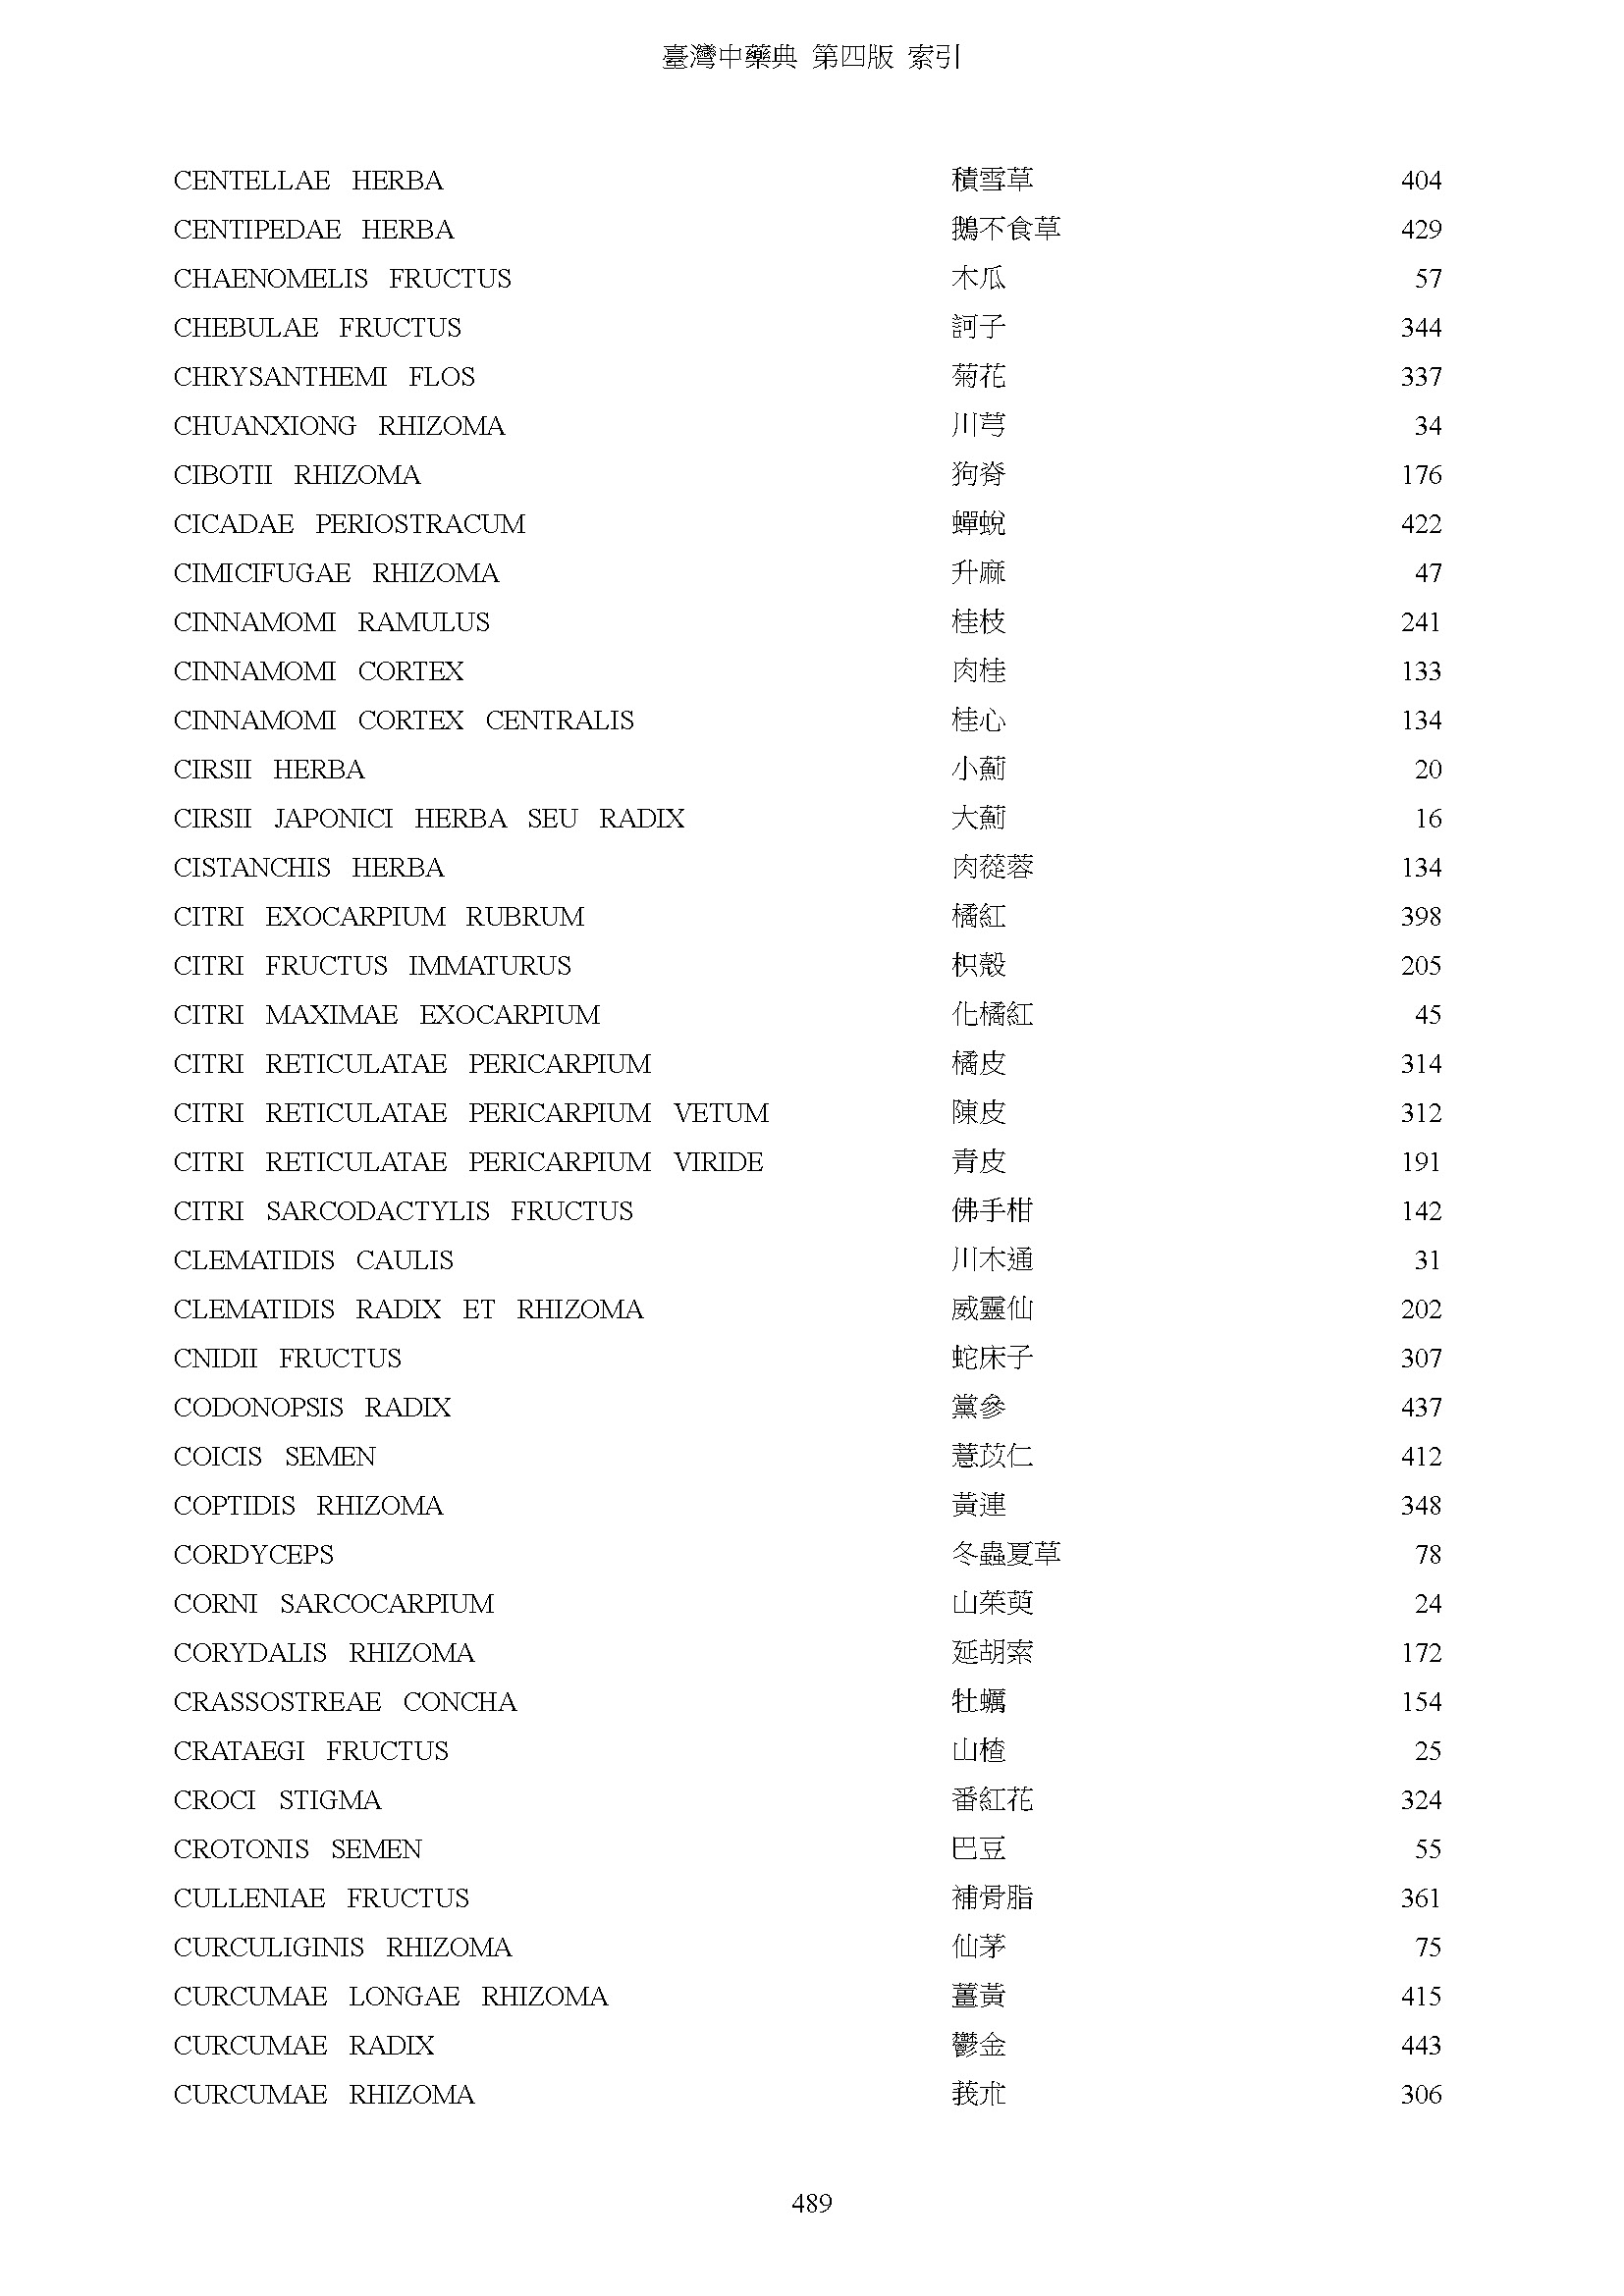 臺灣中藥典 第四版 索引
CENTELLAE HERBA 積雪草 404
CENTIPEDAE HERBA 鵝不食草 429
CHAENOMELIS FRUCTUS 木瓜 57
CHEBULAE FRUCTUS 訶子 344
CHRYSANTHEMI FLOS 菊花 337
CHUANXIONG RHIZOMA 川芎 34
CIBOTII RHIZOMA 狗脊 176
CICADAE PERIOSTRACUM 蟬蛻 422
CIMICIFUGAE RHIZOMA 升麻 47
CINNAMOMI RAMULUS 桂枝 241
CINNAMOMI CORTEX 肉桂 133
CINNAMOMI CORTEX CENTRALIS 桂心 134
CIRSII HERBA 小薊 20
CIRSII JAPONICI HERBA SEU RADIX 大薊 16
CISTANCHIS HERBA 肉蓯蓉 134
CITRI EXOCARPIUM RUBRUM 橘紅 398
CITRI FRUCTUS IMMATURUS 枳殼 205
CITRI MAXIMAE EXOCARPIUM 化橘紅 45
CITRI RETICULATAE PERICARPIUM 橘皮 314
CITRI RETICULATAE PERICARPIUM VETUM 陳皮 312
CITRI RETICULATAE PERICARPIUM VIRIDE 青皮 191
CITRI SARCODACTYLIS FRUCTUS 佛手柑 142
CLEMATIDIS CAULIS 川木通 31
CLEMATIDIS RADIX ET RHIZOMA 威靈仙 202
CNIDII FRUCTUS 蛇床子 307
CODONOPSIS RADIX 黨參 437
COICIS SEMEN 薏苡仁 412
COPTIDIS RHIZOMA 黃連 348
CORDYCEPS 冬蟲夏草 78
CORNI SARCOCARPIUM 山茱萸 24
CORYDALIS RHIZOMA 延胡索 172
CRASSOSTREAE CONCHA 牡蠣 154
CRATAEGI FRUCTUS 山楂 25
CROCI STIGMA 番紅花 324
CROTONIS SEMEN 巴豆 55
CULLENIAE FRUCTUS 補骨脂 361
CURCULIGINIS RHIZOMA 仙茅 75
CURCUMAE LONGAE RHIZOMA 薑黃 415
CURCUMAE RADIX 鬱金 443
CURCUMAE RHIZOMA 莪朮 306
489